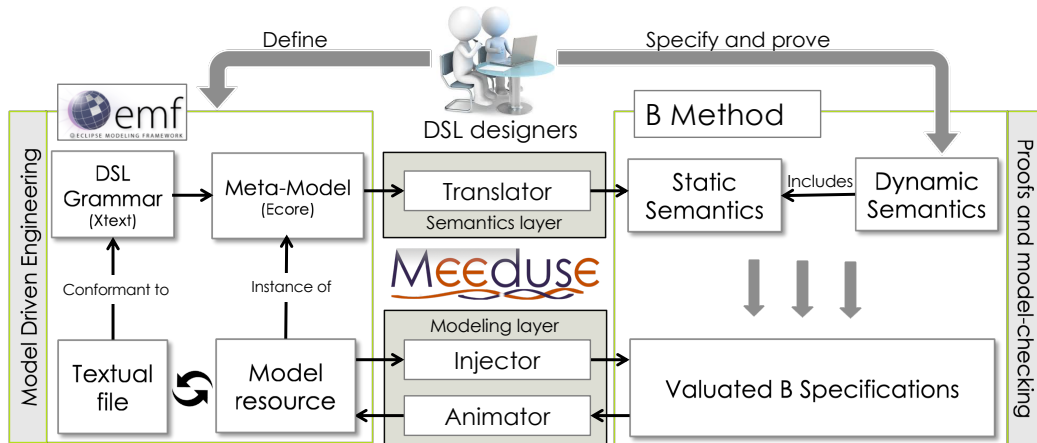 Define
Specify and prove
emf
ECLIPSE MODELING FRAMEWORK
DSL designers
B Method
Model Driven Engineering
Proofs and model-checking
DSL
Grammar
(Xtext)
Meta-Model
(Ecore)
Translator
Semantics layer
Static
Semantics
Includes
Dynamic
Semantics
Meeduse
Conformant to
Instance of
Modeling layer
Textual
file
Model
resource
Injector
Animator
Valuated B Specifications